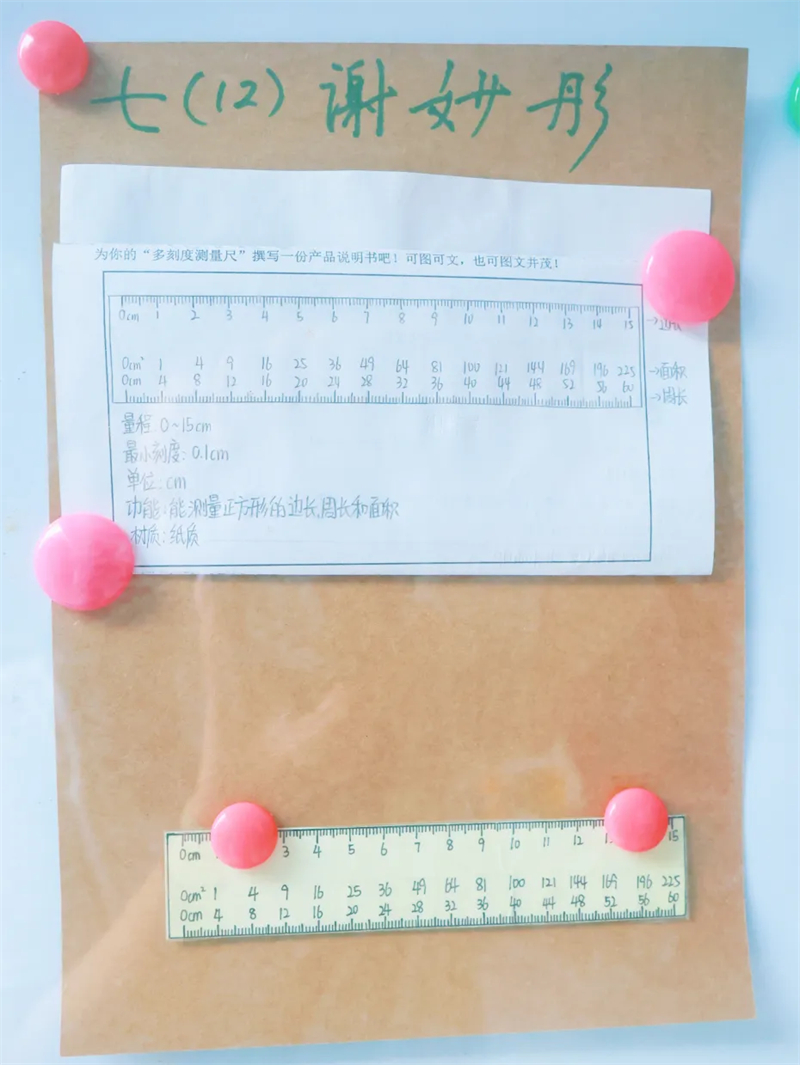 七(12)谢妙彤
为你的“多刻度测量尺”撰写一份产品说明书吧！可图可文，也可图文并茂！
0cm 1 2 3 4 5 6 7 8 9 10 11 12 13 14 15 →边长
0cm² 1 4 9 16 25 36 49 64 81 100 121 144 169 196 225 →面积
0cm 4 8 12 16 20 24 28 32 36 40 44 48 52 56 60 →周长
量程:0~15cm
最小刻度:0.1cm
单位:cm
功能:能测量正方形的边长,周长和面积
材质:纸质
0cm 3 4 5 6 7 8 9 10 11 12 15
0cm² 1 4 9 16 25 36 49 64 81 100 121 144 169 196 225
0cm 4 8 12 16 20 24 28 32 36 40 44 48 52 56 60